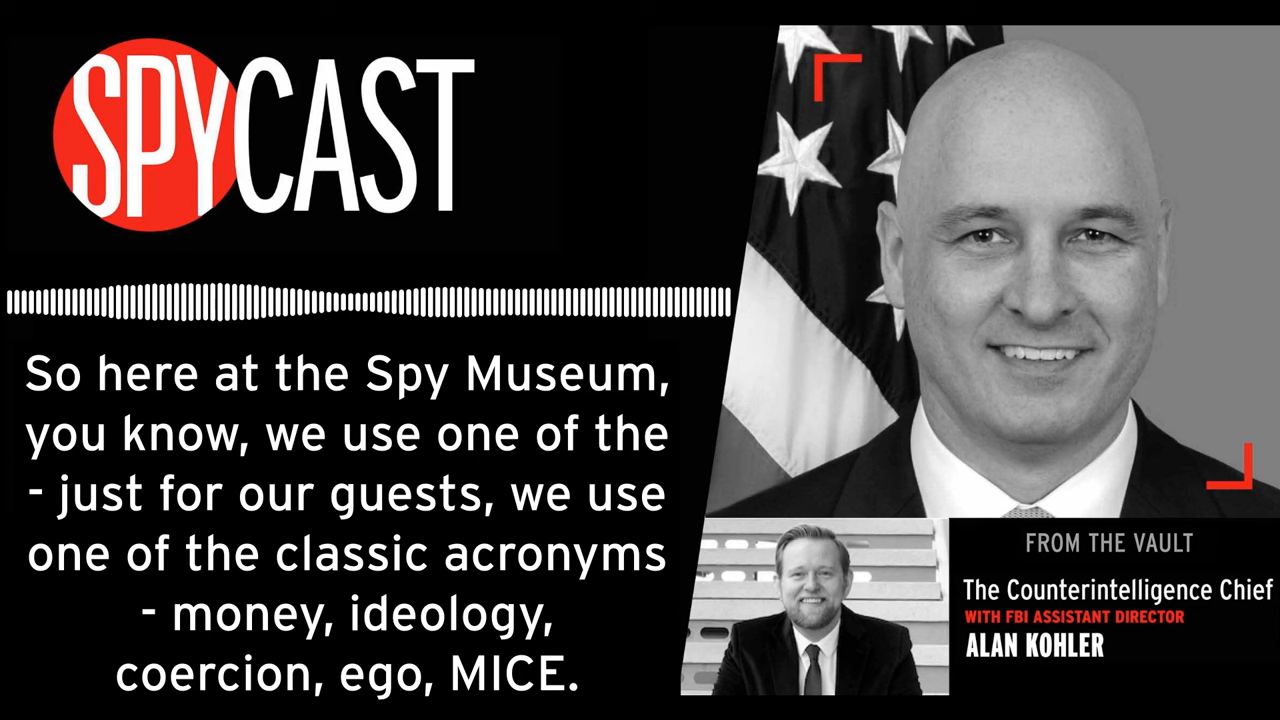 SPYCAST
So here at the Spy Museum,
you know, we use one of the
- just for our guests, we use
one of the classic acronyms
- money, ideology,
coercion, ego, MICE.
FROM THE VAULT
The Counterintelligence Chief
WITH FBI ASSISTANT DIRECTOR
ALAN KOHLER